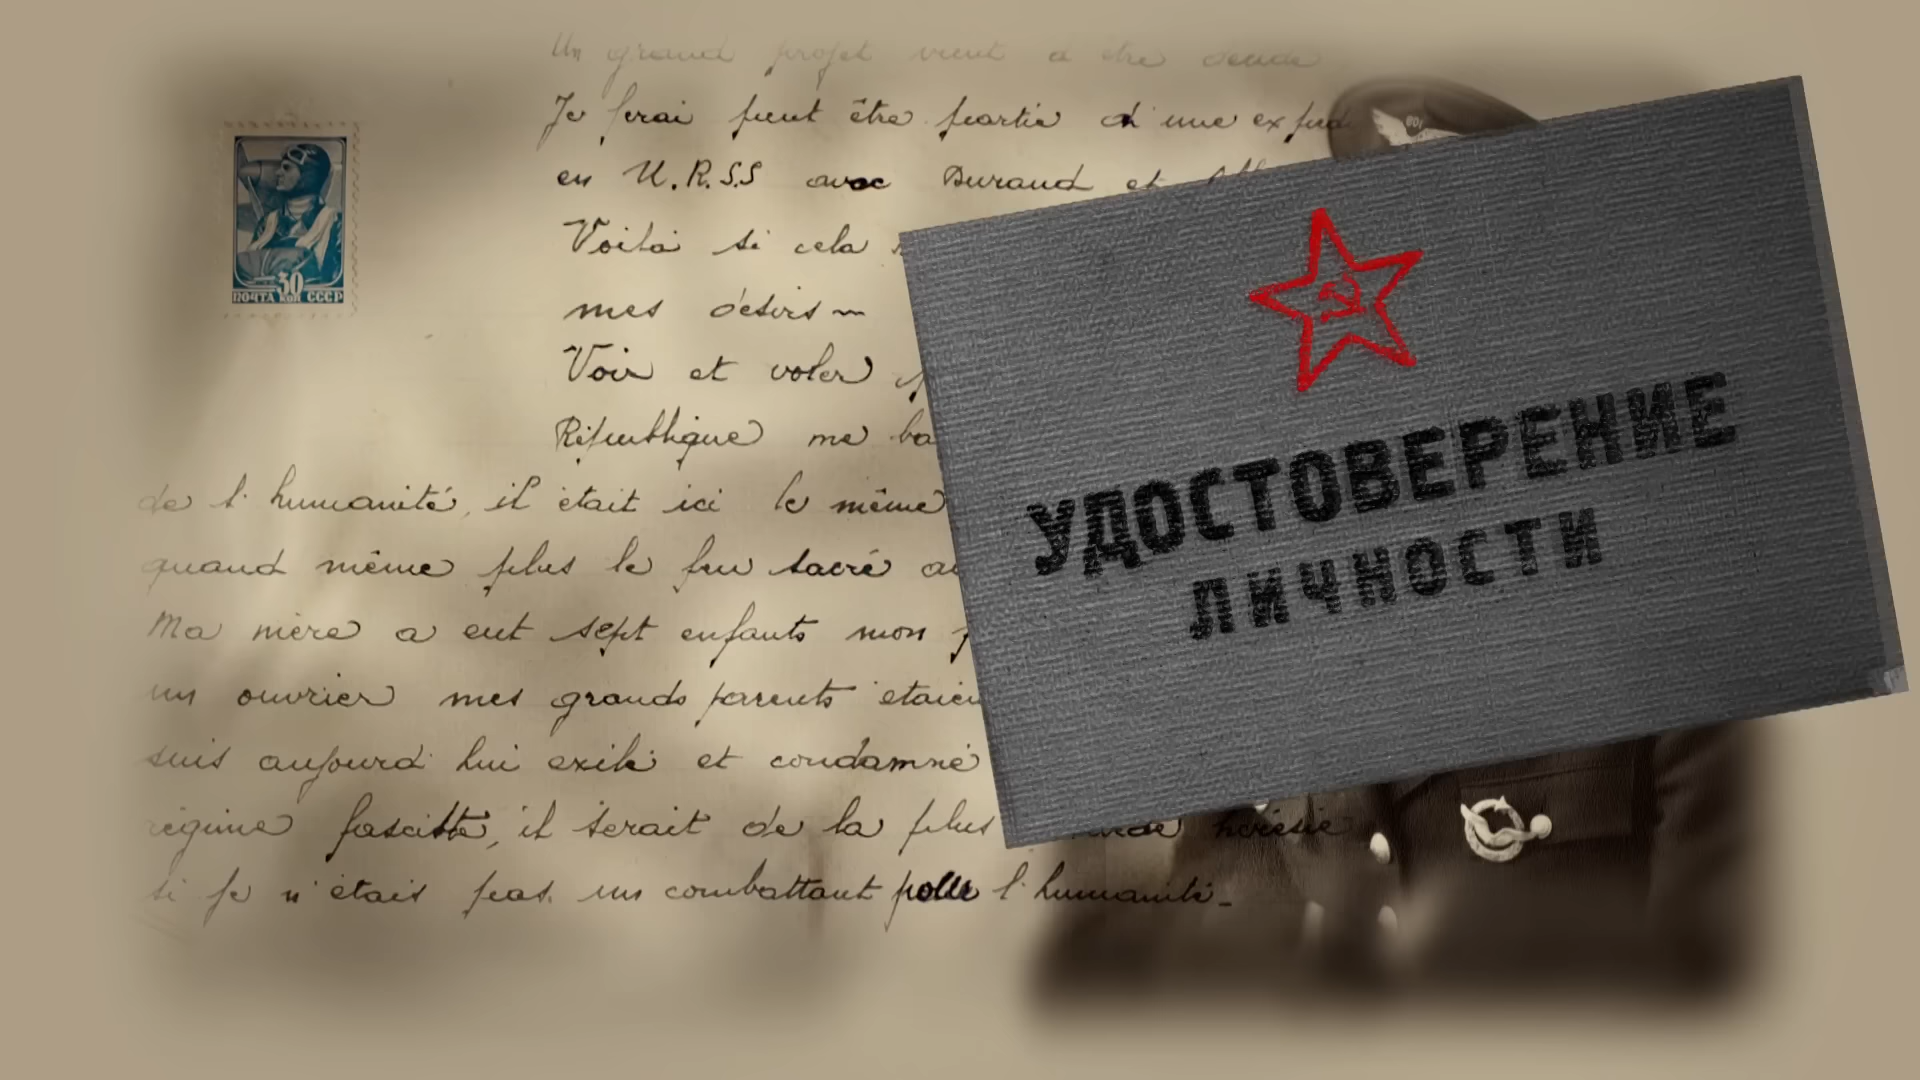 Un grand projet vient d'être
Je ferai peut être partie d'une exped
en U.R.S.S avec Durand et
Voilà si cela
mes désirs
Voir et voler
République me
de l'humanité, il était ici le même
quand même plus le feu sacré
Ma mère a eut sept enfants mon
un ouvrier mes grands parents étaien
suis aujourd'hui exilé et condamné
régime fasciste, il serait de la plus hérésie
si je n'étais pas un combattant pour l'humanité
30
ПОЧТА КОП СССР
УДОСТОВЕРЕНИЕ
ЛИЧНОСТИ